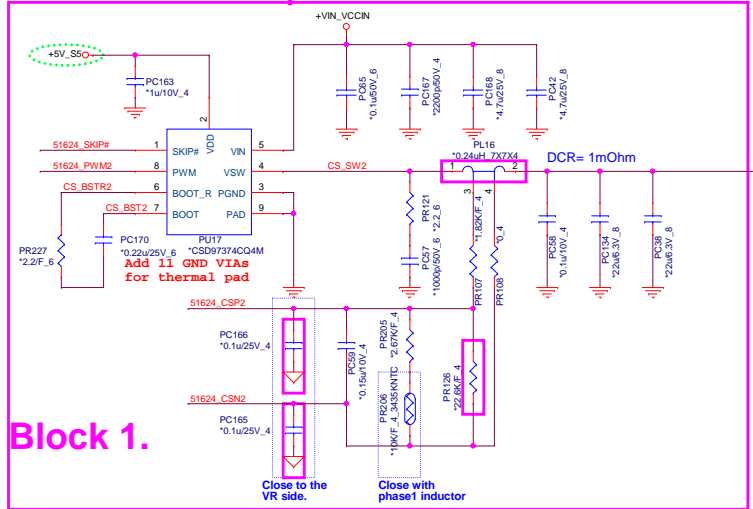 +VIN_VCCIN
+5V_S5
PC163
*1u/10V_4
2
VDD
51624_SKIP#
1
SKIP#
VIN
5
51624_PWM2
8
PWM
VSW
4
CS_SW2
CS_BSTR2
6
BOOT_R
PGND
3
CS_BST2
7
BOOT
PAD
9
PU17
*CSD97374CQ4M
PR227
*2.2/F_6
PC170
*0.22u/25V_6
Add 11 GND VIAs
for thermal pad
PC65
*0.1u/50V_6
PC167
*2200p/50V_4
PC168
*4.7u/25V_8
PC42
*4.7u/25V_8
PL16
*0.24uH_7X7X4
1
2
3
4
DCR= 1mOhm
PR121
*2.2_6
PC57
*1000p/50V_6
*1.82K/F_4
PR107
*0_4
PR108
PC58
*0.1u/10V_4
PC134
*22u/6.3V_8
PC38
*22u/6.3V_8
51624_CSP2
PC166
*0.1u/25V_4
PC59
*0.15u/10V_4
PR205
*2.67K/F_4
PR126
*22.6K/F_4
51624_CSN2
PC165
*0.1u/25V_4
PR206
*10K/F_4_3435KNTC
Block 1.
Close to the
VR side.
Close with
phase1 inductor